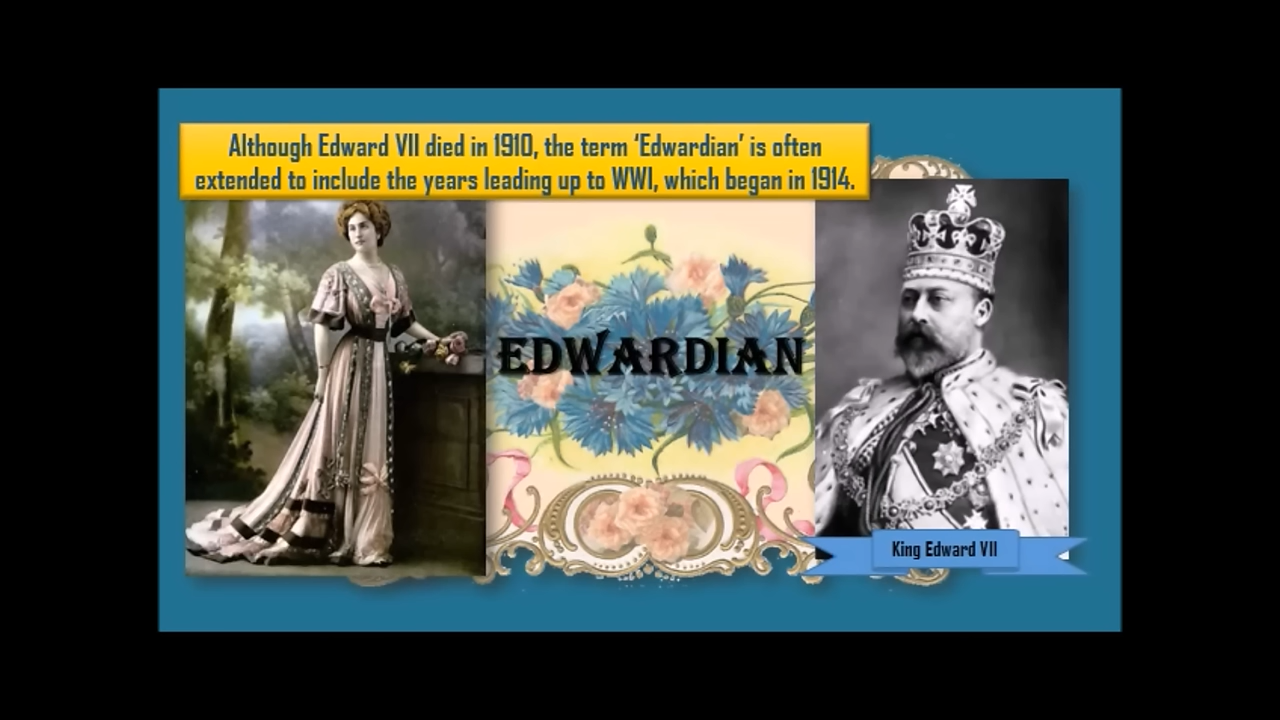 Although Edward VII died in 1910, the term ‘Edwardian’ is often
extended to include the years leading up to WWI, which began in 1914.
EDWARDIAN
King Edward VII